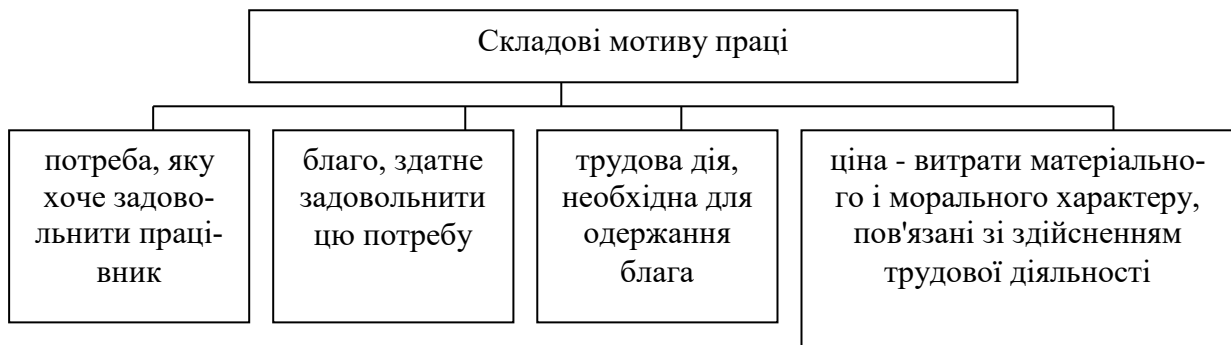 Складові мотиву праці
потреба, яку
хоче задово-
льнити праці-
вник
благо, здатне
задовольнити
цю потребу
трудова дія,
необхідна для
одержання
блага
ціна - витрати матеріально-
го і морального характеру,
пов'язані зі здійсненням
трудової діяльності